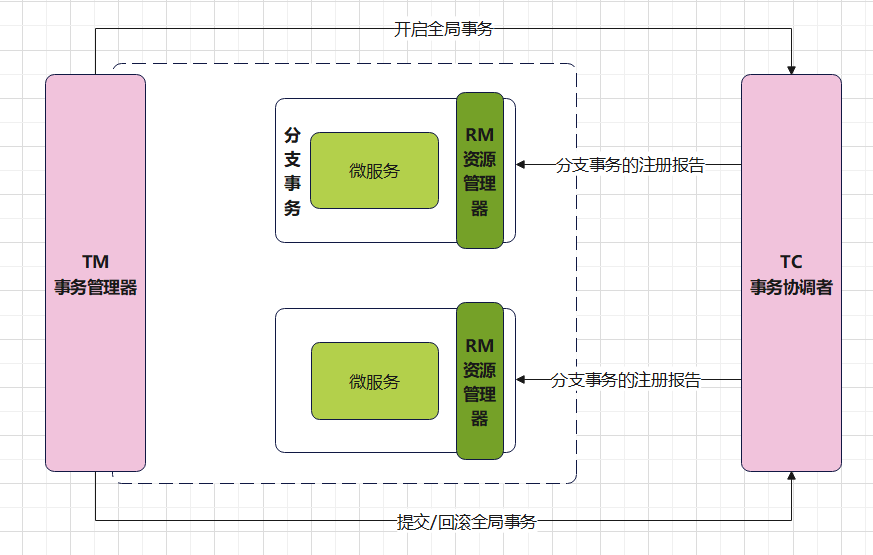 开启全局事务
TM
事务管理器
分
支
事
务
微服务
RM
资源
管理
器
分支事务的注册报告
TC
事务协调者
微服务
RM
资源
管理
器
分支事务的注册报告
提交/回滚全局事务